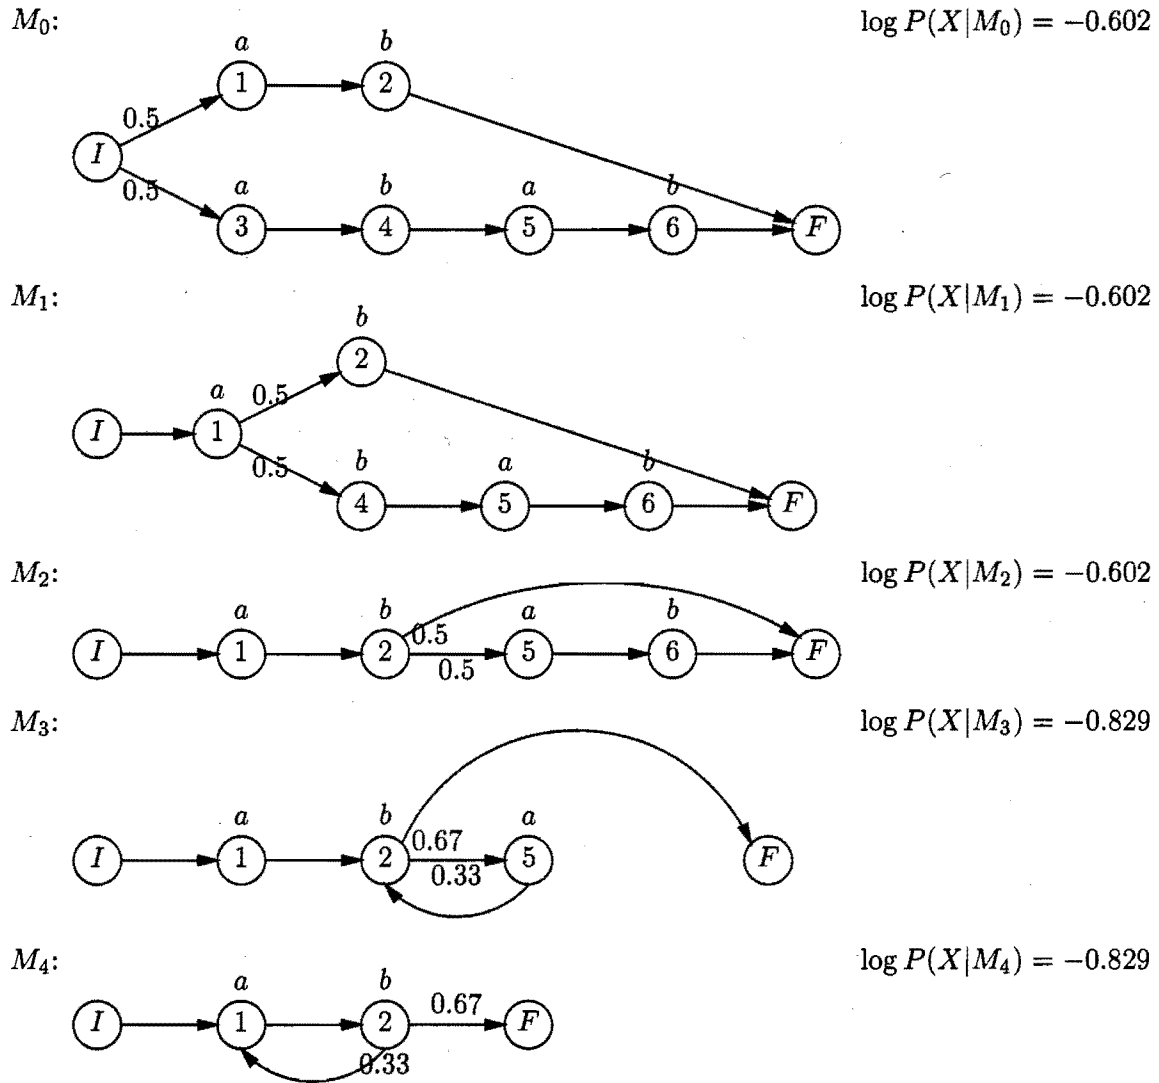 M₀: log P(X|M₀) = −0.602
a b
1 2
0.5
I
0.5
a b a b
3 4 5 6 F
M₁: log P(X|M₁) = −0.602
b
2
a 0.5
I 1
0.5 b a b
4 5 6 F
M₂: log P(X|M₂) = −0.602
a b a b
0.5
I 1 2 5 6 F
0.5
M₃: log P(X|M₃) = −0.829
a b a
0.67
I 1 2 5 F
0.33
M₄: log P(X|M₄) = −0.829
a b
0.67
I 1 2 F
0.33